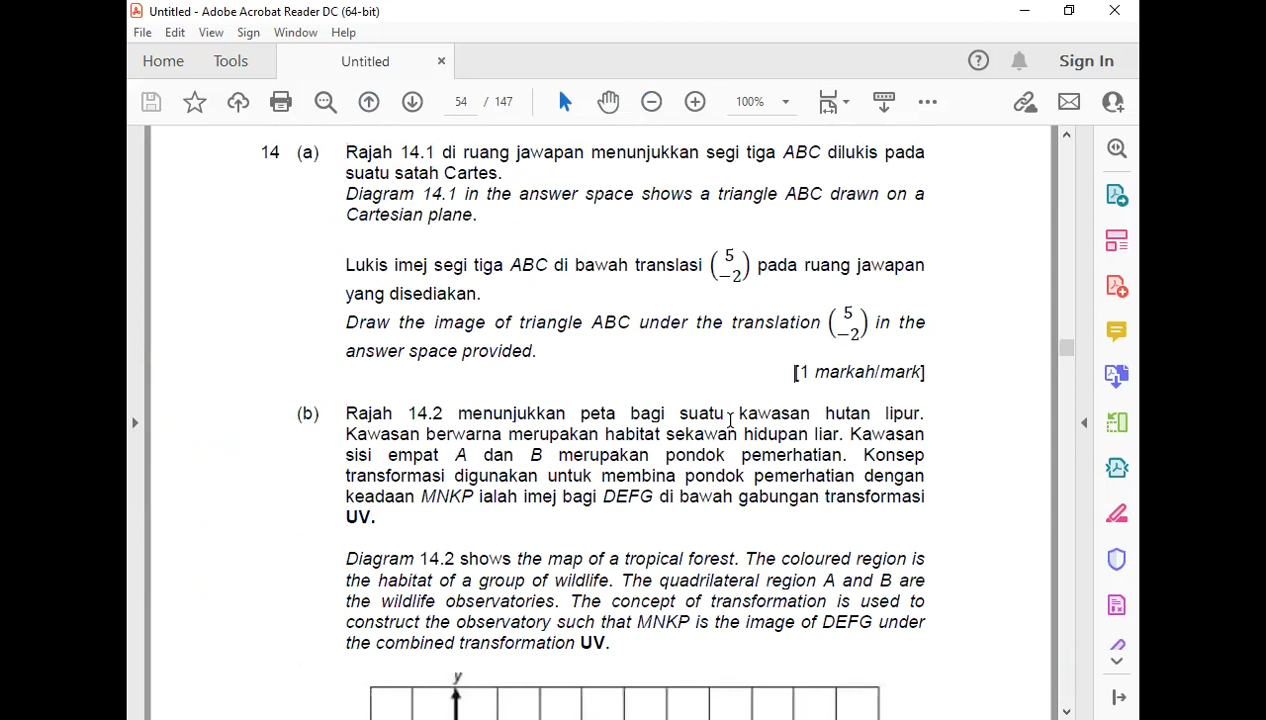 Untitled - Adobe Acrobat Reader DC (64-bit)
File Edit View Sign Window Help
Home Tools Untitled × Sign In
54 / 147 100%
14 (a) Rajah 14.1 di ruang jawapan menunjukkan segi tiga ABC dilukis pada
suatu satah Cartes.
Diagram 14.1 in the answer space shows a triangle ABC drawn on a
Cartesian plane.
Lukis imej segi tiga ABC di bawah translasi (5 −2) pada ruang jawapan
yang disediakan.
Draw the image of triangle ABC under the translation (5 −2) in the
answer space provided.
[1 markah/mark]
(b) Rajah 14.2 menunjukkan peta bagi suatu kawasan hutan lipur.
Kawasan berwarna merupakan habitat sekawan hidupan liar. Kawasan
sisi empat A dan B merupakan pondok pemerhatian. Konsep
transformasi digunakan untuk membina pondok pemerhatian dengan
keadaan MNKP ialah imej bagi DEFG di bawah gabungan transformasi
UV.
Diagram 14.2 shows the map of a tropical forest. The coloured region is
the habitat of a group of wildlife. The quadrilateral region A and B are
the wildlife observatories. The concept of transformation is used to
construct the observatory such that MNKP is the image of DEFG under
the combined transformation UV.
y